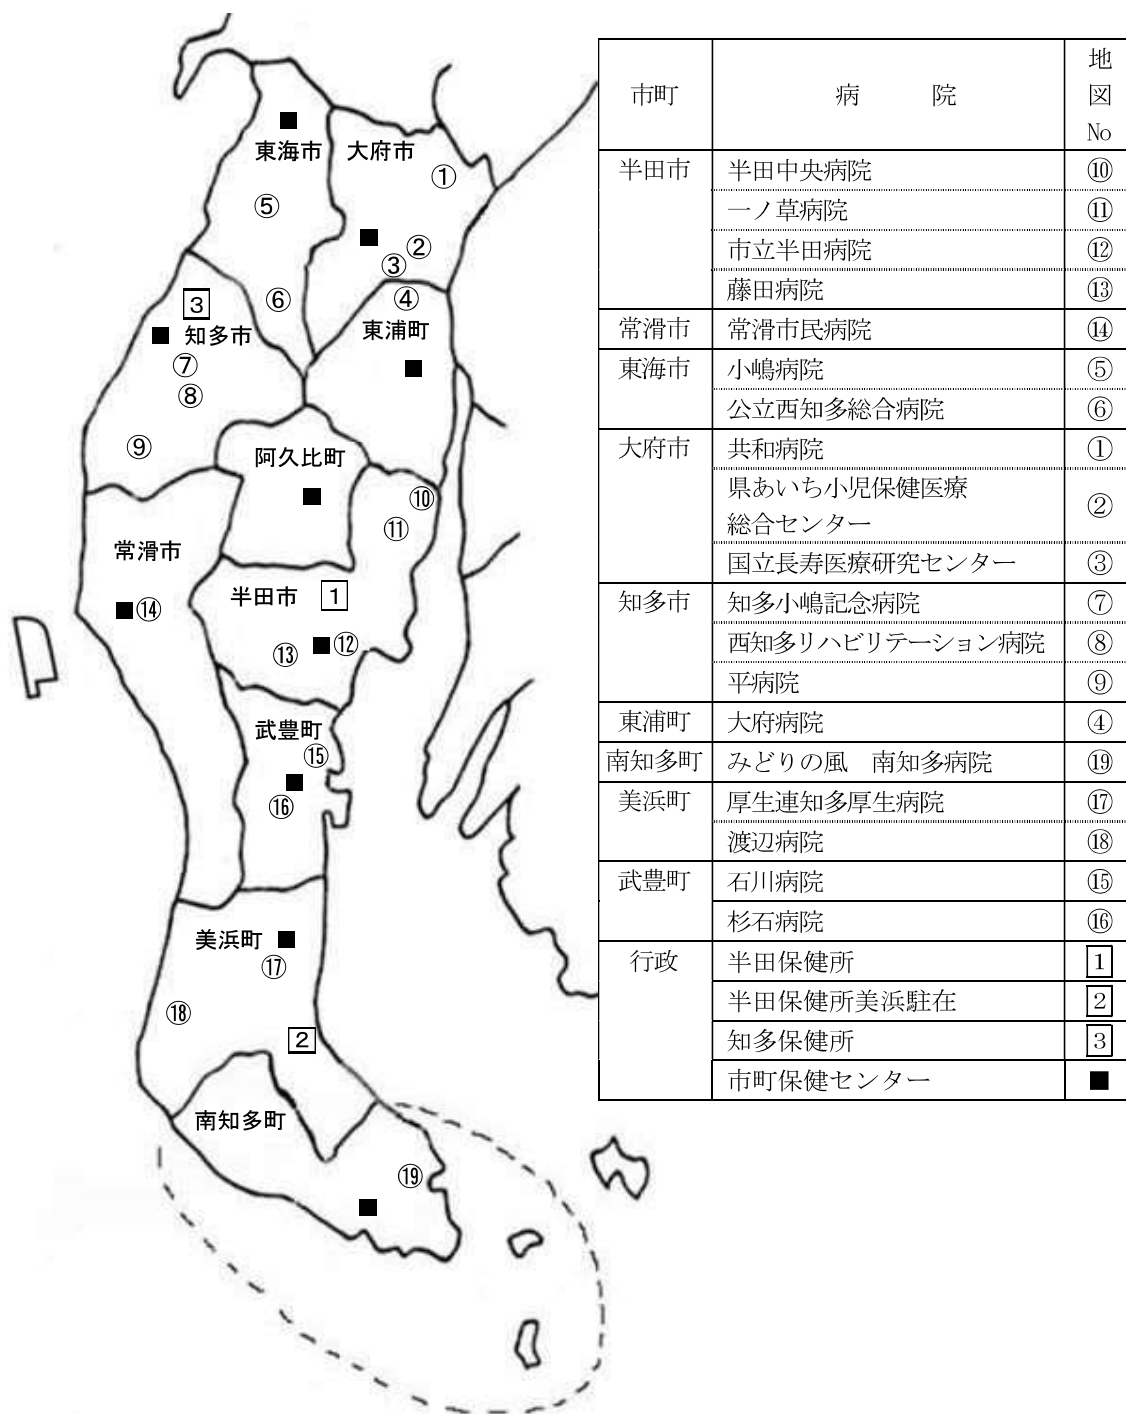 東海市 大府市
①
⑤
②
③
⑥
④
3
知多市
東浦町
⑦
⑧
⑨
阿久比町
⑩
⑪
常滑市
⑭
半田市 1
⑬ ⑫
武豊町
⑮
⑯
美浜町
⑰
⑱
2
南知多町
⑲
市町 病 院 地図No
半田市 半田中央病院 ⑩
一ノ草病院 ⑪
市立半田病院 ⑫
藤田病院 ⑬
常滑市 常滑市民病院 ⑭
東海市 小嶋病院 ⑤
公立西知多総合病院 ⑥
大府市 共和病院 ①
県あいち小児保健医療
総合センター ②
国立長寿医療研究センター ③
知多市 知多小嶋記念病院 ⑦
西知多リハビリテーション病院 ⑧
平病院 ⑨
東浦町 大府病院 ④
南知多町 みどりの風 南知多病院 ⑲
美浜町 厚生連知多厚生病院 ⑰
渡辺病院 ⑱
武豊町 石川病院 ⑮
杉石病院 ⑯
行政 半田保健所 1
半田保健所美浜駐在 2
知多保健所 3
市町保健センター ■